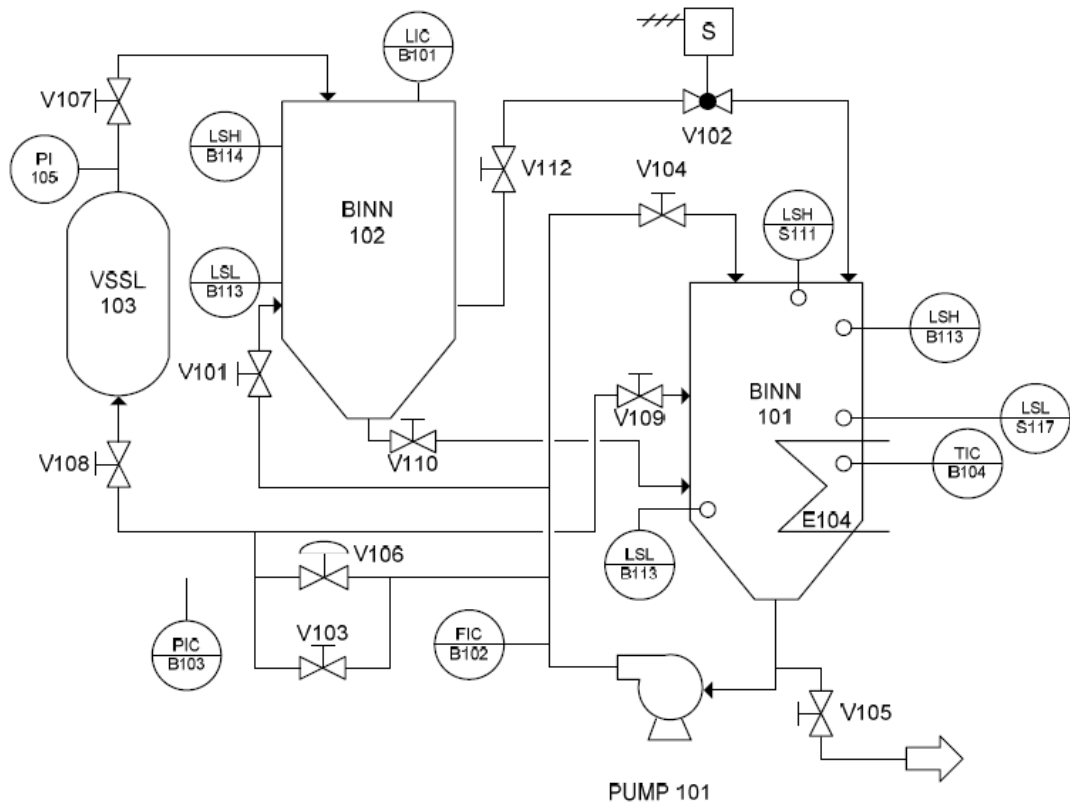 LIC
B101
S
V107
V102
LSH
B114
V112
V104
PI
105
LSH
S111
BINN
102
LSL
B113
VSSL
103
LSH
B113
V101
BINN
101
V109
LSL
S117
V108
V110
TIC
B104
E104
V106
LSL
B113
V103
PIC
B103
FIC
B102
V105
PUMP 101